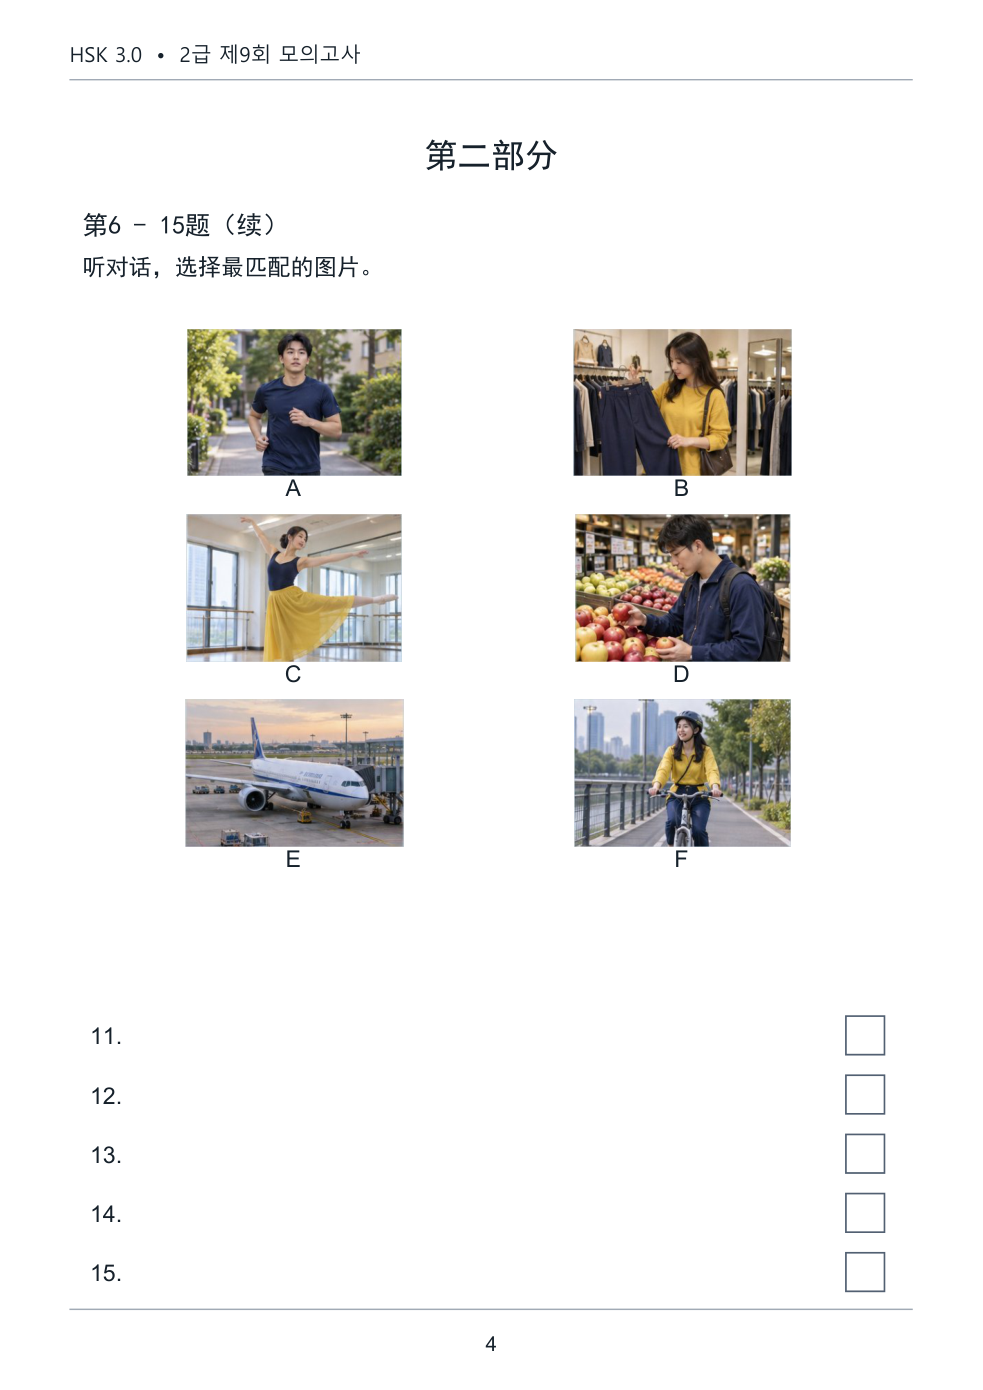 HSK 3.0 • 2급 제9회 모의고사
第二部分
第6 - 15题（续）
听对话，选择最匹配的图片。
A
B
C
D
E
F
11.
12.
13.
14.
15.
4